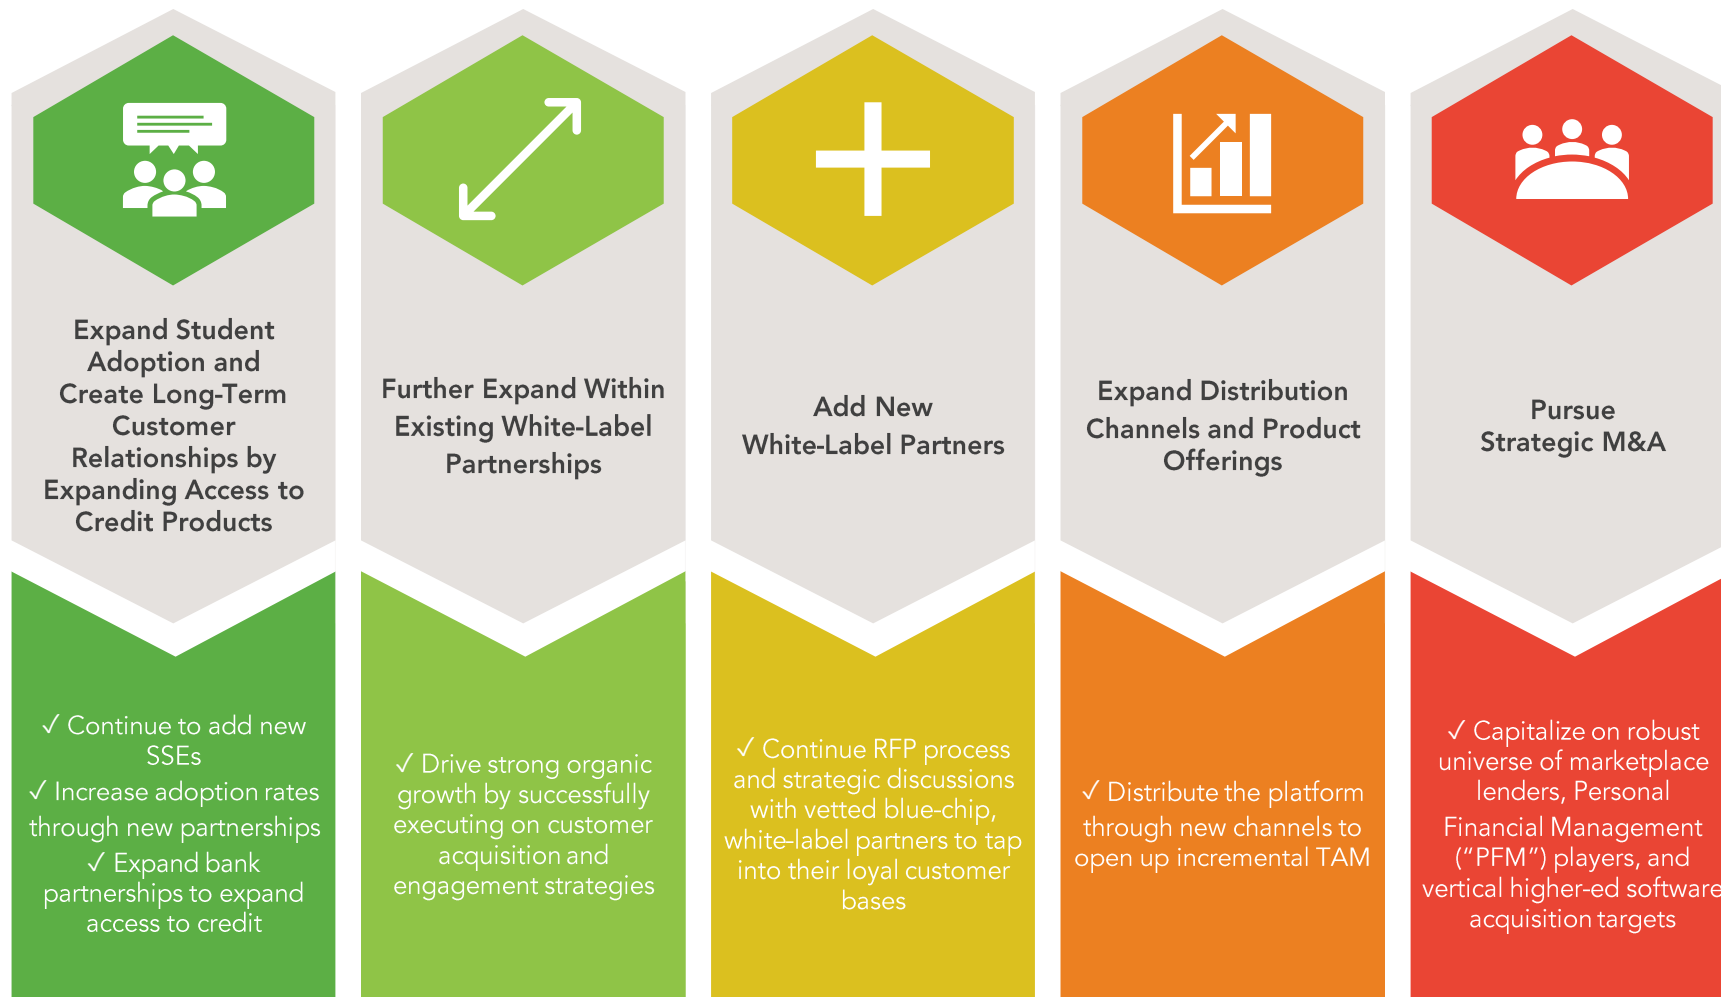 Expand Student
Adoption and
Create Long-Term
Customer
Relationships by
Expanding Access to
Credit Products
✓ Continue to add new
SSEs
✓ Increase adoption rates
through new partnerships
✓ Expand bank
partnerships to expand
access to credit
Further Expand Within
Existing White-Label
Partnerships
✓ Drive strong organic
growth by successfully
executing on customer
acquisition and
engagement strategies
Add New
White-Label Partners
✓ Continue RFP process
and strategic discussions
with vetted blue-chip,
white-label partners to tap
into their loyal customer
bases
Expand Distribution
Channels and Product
Offerings
✓ Distribute the platform
through new channels to
open up incremental TAM
Pursue
Strategic M&A
✓ Capitalize on robust
universe of marketplace
lenders, Personal
Financial Management
(“PFM”) players, and
vertical higher-ed software
acquisition targets